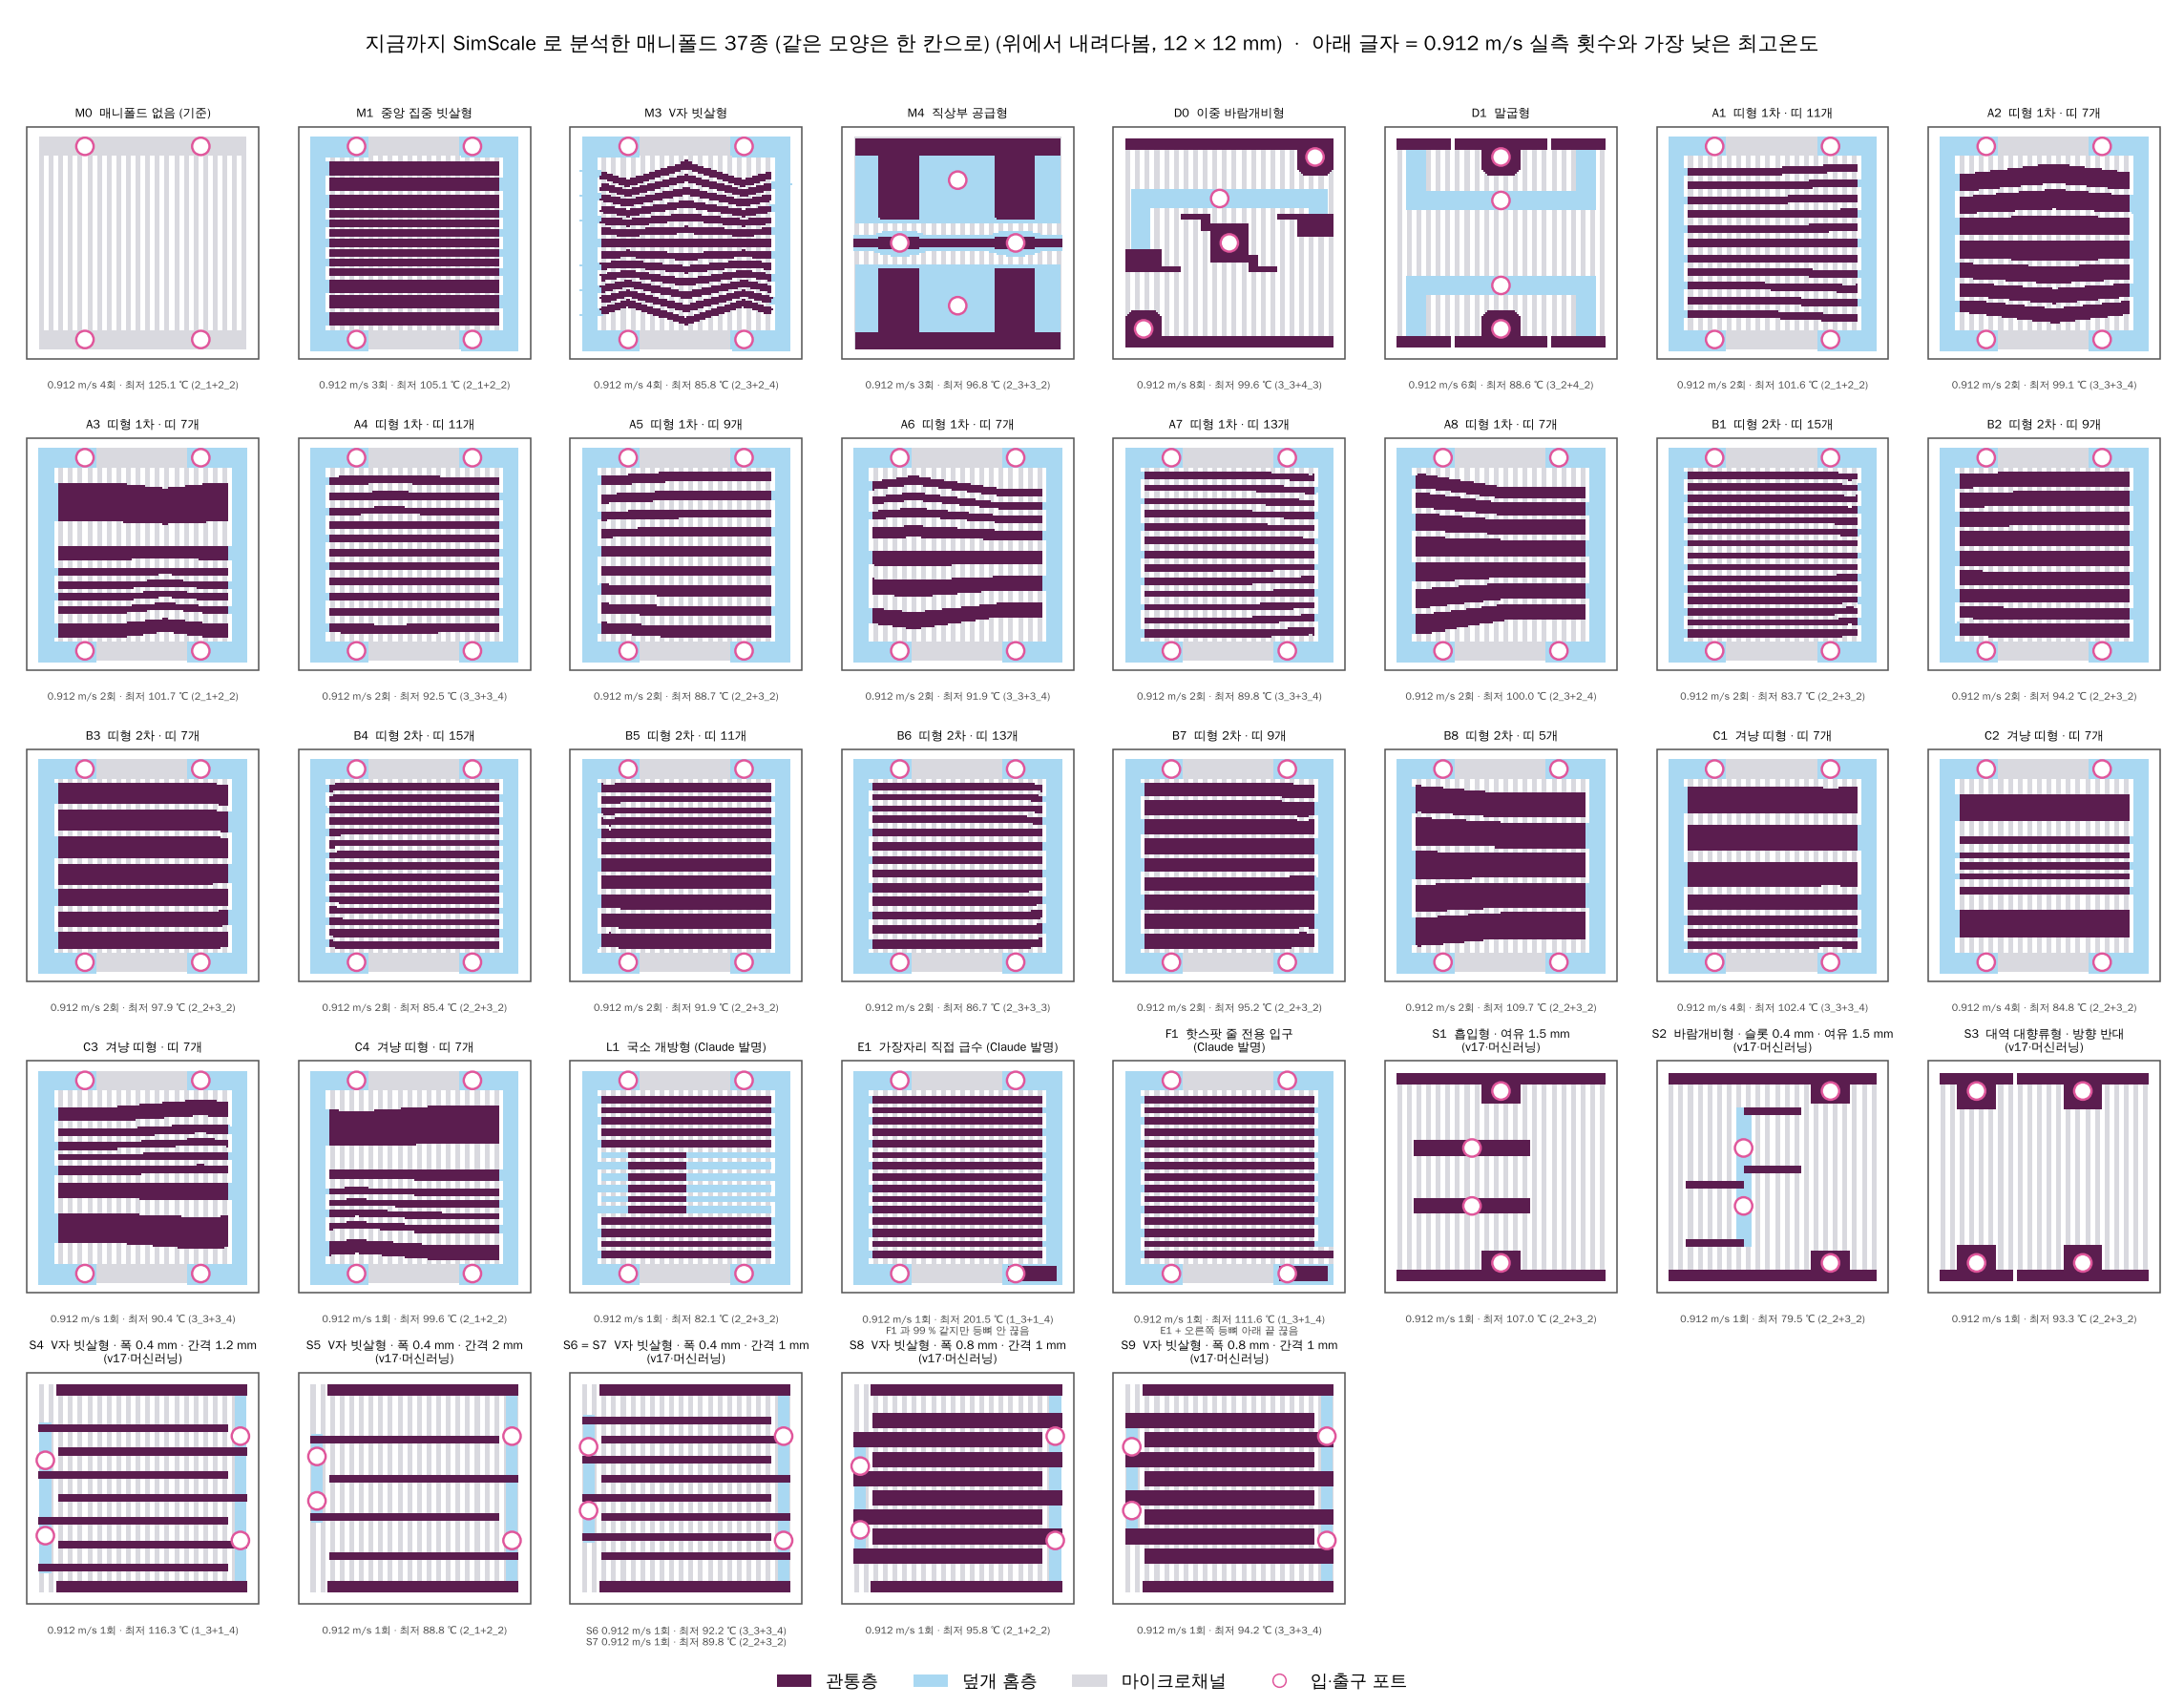 지금까지 SimScale 로 분석한 매니폴드 37종 (같은 모양은 한 칸으로) (위에서 내려다봄, 12 × 12 mm) · 아래 글자 = 0.912 m/s 실측 횟수와 가장 낮은 최고온도
M0 매니폴드 없음 (기준)
M1 중앙 집중 빗살형
M3 V자 빗살형
M4 직상부 공급형
D0 이중 바람개비형
D1 말굽형
A1 띠형 1차 · 띠 11개
A2 띠형 1차 · 띠 7개
0.912 m/s 4회 · 최저 125.1 ℃ (2_1+2_2)
0.912 m/s 3회 · 최저 105.1 ℃ (2_1+2_2)
0.912 m/s 4회 · 최저 85.8 ℃ (2_3+2_4)
0.912 m/s 3회 · 최저 96.8 ℃ (2_3+3_2)
0.912 m/s 8회 · 최저 99.6 ℃ (3_3+4_3)
0.912 m/s 6회 · 최저 88.6 ℃ (3_2+4_2)
0.912 m/s 2회 · 최저 101.6 ℃ (2_1+2_2)
0.912 m/s 2회 · 최저 99.1 ℃ (3_3+3_4)
A3 띠형 1차 · 띠 7개
A4 띠형 1차 · 띠 11개
A5 띠형 1차 · 띠 9개
A6 띠형 1차 · 띠 7개
A7 띠형 1차 · 띠 13개
A8 띠형 1차 · 띠 7개
B1 띠형 2차 · 띠 15개
B2 띠형 2차 · 띠 9개
0.912 m/s 2회 · 최저 101.7 ℃ (2_1+2_2)
0.912 m/s 2회 · 최저 92.5 ℃ (3_3+3_4)
0.912 m/s 2회 · 최저 88.7 ℃ (2_2+3_2)
0.912 m/s 2회 · 최저 91.9 ℃ (3_3+3_4)
0.912 m/s 2회 · 최저 89.8 ℃ (3_3+3_4)
0.912 m/s 2회 · 최저 100.0 ℃ (2_3+2_4)
0.912 m/s 2회 · 최저 83.7 ℃ (2_2+3_2)
0.912 m/s 2회 · 최저 94.2 ℃ (2_2+3_2)
B3 띠형 2차 · 띠 7개
B4 띠형 2차 · 띠 15개
B5 띠형 2차 · 띠 11개
B6 띠형 2차 · 띠 13개
B7 띠형 2차 · 띠 9개
B8 띠형 2차 · 띠 5개
C1 겨냥 띠형 · 띠 7개
C2 겨냥 띠형 · 띠 7개
0.912 m/s 2회 · 최저 97.9 ℃ (2_2+3_2)
0.912 m/s 2회 · 최저 85.4 ℃ (2_2+3_2)
0.912 m/s 2회 · 최저 91.9 ℃ (2_2+3_2)
0.912 m/s 2회 · 최저 86.7 ℃ (2_3+3_3)
0.912 m/s 2회 · 최저 95.2 ℃ (2_2+3_2)
0.912 m/s 2회 · 최저 109.7 ℃ (2_2+3_2)
0.912 m/s 4회 · 최저 102.4 ℃ (3_3+3_4)
0.912 m/s 4회 · 최저 84.8 ℃ (2_2+3_2)
C3 겨냥 띠형 · 띠 7개
C4 겨냥 띠형 · 띠 7개
L1 국소 개방형 (Claude 발명)
E1 가장자리 직접 급수 (Claude 발명)
F1 핫스팟 줄 전용 입구
(Claude 발명)
S1 흡입형 · 여유 1.5 mm
(v17·머신러닝)
S2 바람개비형 · 슬롯 0.4 mm · 여유 1.5 mm
(v17·머신러닝)
S3 대역 대향류형 · 방향 반대
(v17·머신러닝)
0.912 m/s 1회 · 최저 90.4 ℃ (3_3+3_4)
0.912 m/s 1회 · 최저 99.6 ℃ (2_1+2_2)
0.912 m/s 1회 · 최저 82.1 ℃ (2_2+3_2)
0.912 m/s 1회 · 최저 201.5 ℃ (1_3+1_4)
F1 과 99 % 같지만 등뼈 안 끊음
0.912 m/s 1회 · 최저 111.6 ℃ (1_3+1_4)
E1 + 오른쪽 등뼈 아래 끝 끊음
0.912 m/s 1회 · 최저 107.0 ℃ (2_2+3_2)
0.912 m/s 1회 · 최저 79.5 ℃ (2_2+3_2)
0.912 m/s 1회 · 최저 93.3 ℃ (2_2+3_2)
S4 V자 빗살형 · 폭 0.4 mm · 간격 1.2 mm
(v17·머신러닝)
S5 V자 빗살형 · 폭 0.4 mm · 간격 2 mm
(v17·머신러닝)
S6 = S7 V자 빗살형 · 폭 0.4 mm · 간격 1 mm
(v17·머신러닝)
S8 V자 빗살형 · 폭 0.8 mm · 간격 1 mm
(v17·머신러닝)
S9 V자 빗살형 · 폭 0.8 mm · 간격 1 mm
(v17·머신러닝)
0.912 m/s 1회 · 최저 116.3 ℃ (1_3+1_4)
0.912 m/s 1회 · 최저 88.8 ℃ (2_1+2_2)
S6 0.912 m/s 1회 · 최저 92.2 ℃ (3_3+3_4)
S7 0.912 m/s 1회 · 최저 89.8 ℃ (2_2+3_2)
0.912 m/s 1회 · 최저 95.8 ℃ (2_1+2_2)
0.912 m/s 1회 · 최저 94.2 ℃ (3_3+3_4)
관통층
덮개 홈층
마이크로채널
입·출구 포트